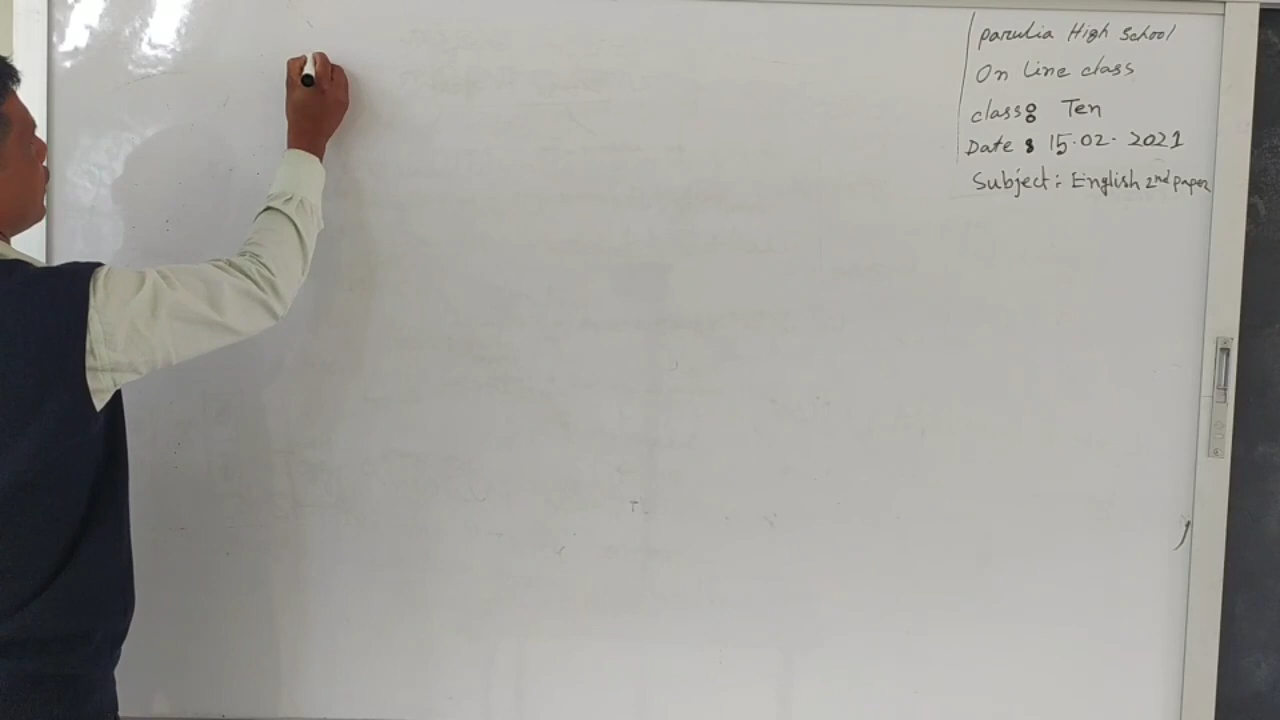 Parulia High School
On Line class
class: Ten
Date : 15.02.2021
Subject: English 2nd paper